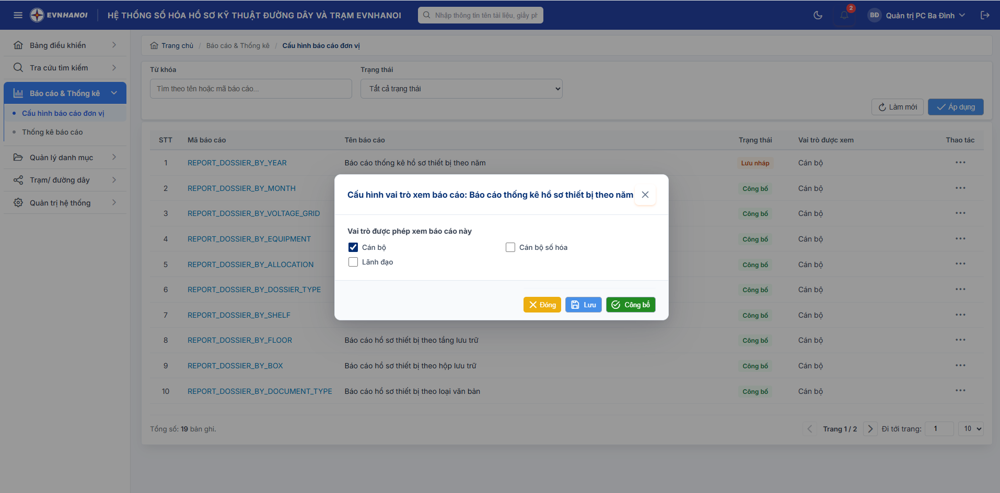 EVNHANOI
HỆ THỐNG SỐ HÓA HỒ SƠ KỸ THUẬT ĐƯỜNG DÂY VÀ TRẠM EVNHANOI
Nhập thông tin tên tài liệu, giấy ph
2
BĐ
Quản trị PC Ba Đình
Bảng điều khiển
Tra cứu tìm kiếm
Báo cáo & Thống kê
Cấu hình báo cáo đơn vị
Thống kê báo cáo
Quản lý danh mục
Trạm/ đường dây
Quản trị hệ thống
Trang chủ / Báo cáo & Thống kê / Cấu hình báo cáo đơn vị
Từ khóa
Trạng thái
Tìm theo tên hoặc mã báo cáo...
Tất cả trạng thái
Làm mới
Áp dụng
STT Mã báo cáo Tên báo cáo Trạng thái Vai trò được xem Thao tác
1 REPORT_DOSSIER_BY_YEAR Báo cáo thống kê hồ sơ thiết bị theo năm Lưu nháp Cán bộ
2 REPORT_DOSSIER_BY_MONTH Công bố Cán bộ
3 REPORT_DOSSIER_BY_VOLTAGE_GRID Công bố Cán bộ
4 REPORT_DOSSIER_BY_EQUIPMENT Công bố Cán bộ
5 REPORT_DOSSIER_BY_ALLOCATION Công bố Cán bộ
6 REPORT_DOSSIER_BY_DOSSIER_TYPE Công bố Cán bộ
7 REPORT_DOSSIER_BY_SHELF Công bố Cán bộ
8 REPORT_DOSSIER_BY_FLOOR Báo cáo hồ sơ thiết bị theo tầng lưu trữ Công bố Cán bộ
9 REPORT_DOSSIER_BY_BOX Báo cáo hồ sơ thiết bị theo hộp lưu trữ Công bố Cán bộ
10 REPORT_DOSSIER_BY_DOCUMENT_TYPE Báo cáo hồ sơ thiết bị theo loại văn bản Công bố Cán bộ
Cấu hình vai trò xem báo cáo: Báo cáo thống kê hồ sơ thiết bị theo năm
Vai trò được phép xem báo cáo này
Cán bộ
Cán bộ số hóa
Lãnh đạo
Đóng
Lưu
Công bố
Tổng số: 19 bản ghi.
Trang 1 / 2
Đi tới trang: 1
10